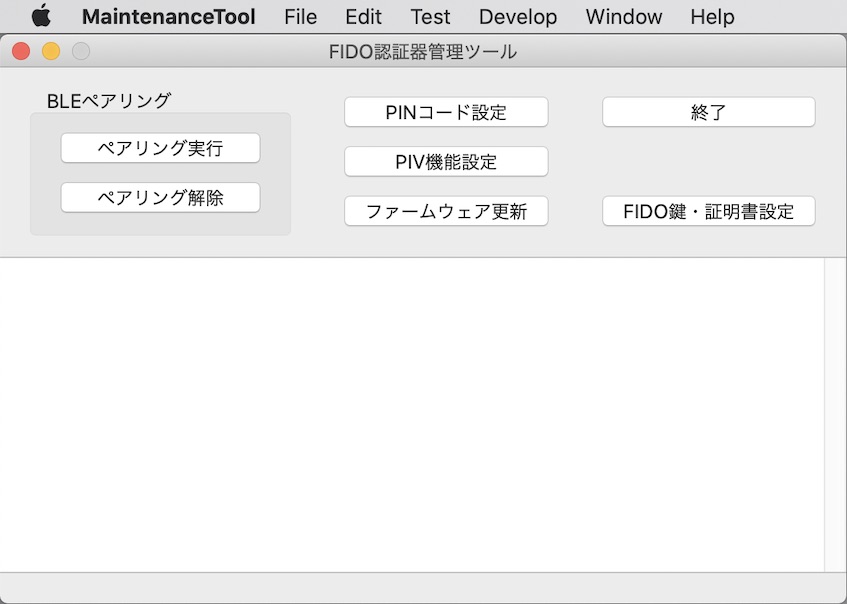 MaintenanceTool File Edit Test Develop Window Help
FIDO認証器管理ツール
BLEペアリング
ペアリング実行
ペアリング解除
PINコード設定
PIV機能設定
ファームウェア更新
終了
FIDO鍵・証明書設定